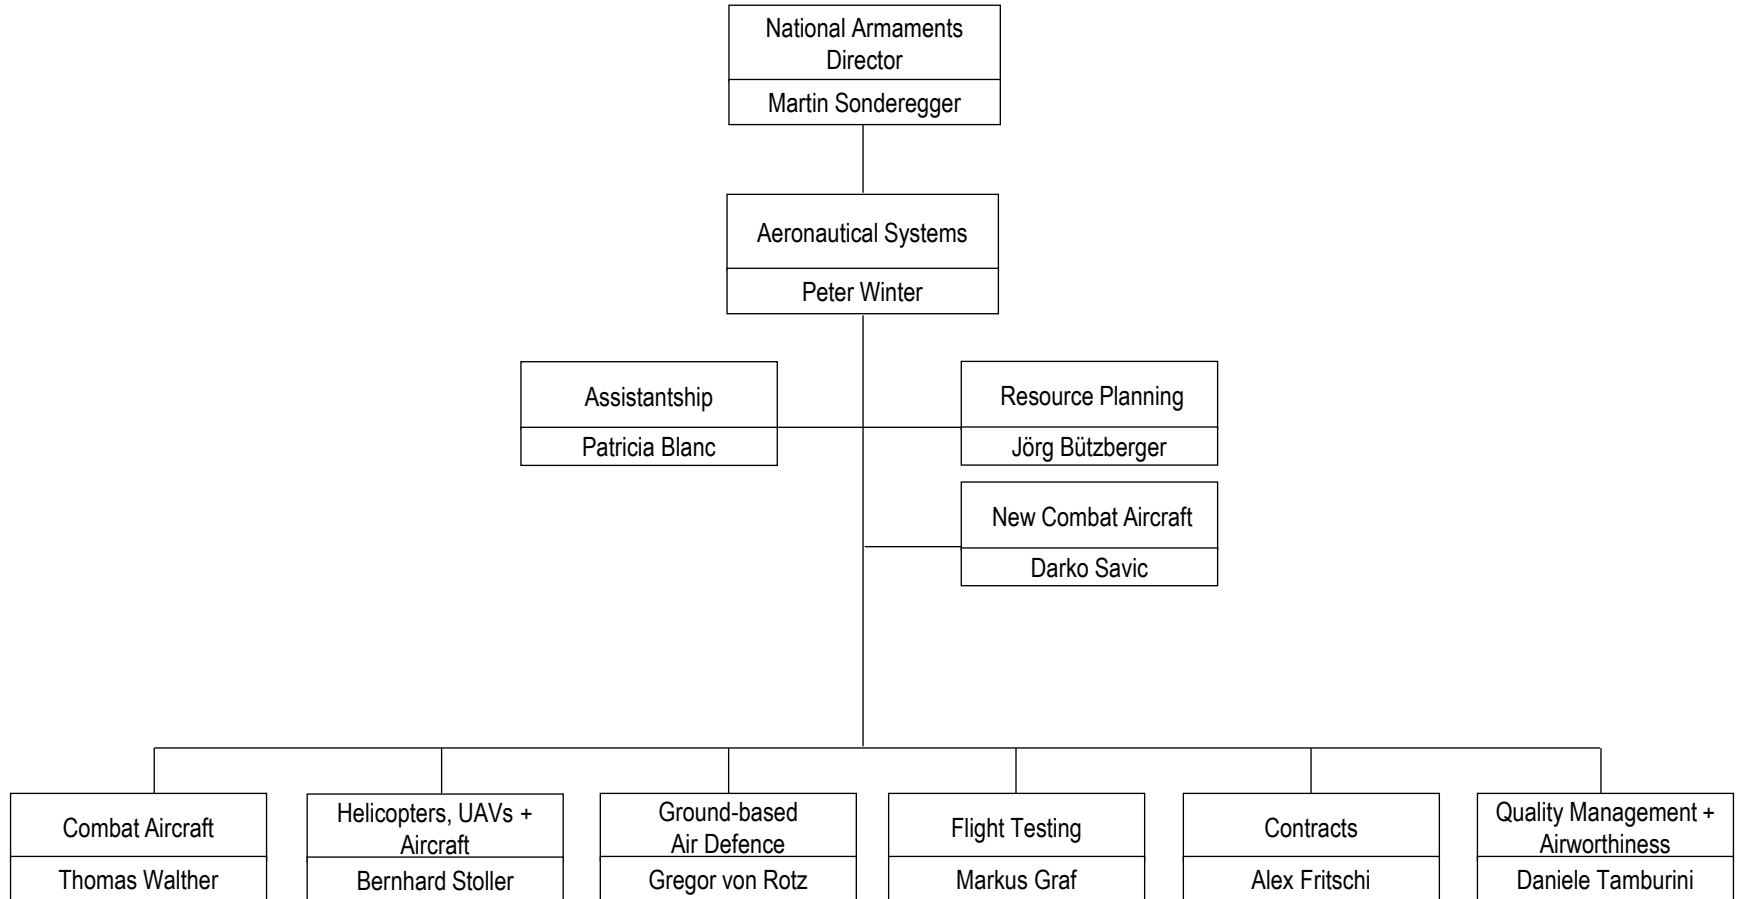 National Armaments
Director
Martin Sonderegger
Aeronautical Systems
Peter Winter
Assistantship
Patricia Blanc
Resource Planning
Jörg Bützberger
New Combat Aircraft
Darko Savic
Combat Aircraft
Thomas Walther
Helicopters, UAVs +
Aircraft
Bernhard Stoller
Ground-based
Air Defence
Gregor von Rotz
Flight Testing
Markus Graf
Contracts
Alex Fritschi
Quality Management +
Airworthiness
Daniele Tamburini